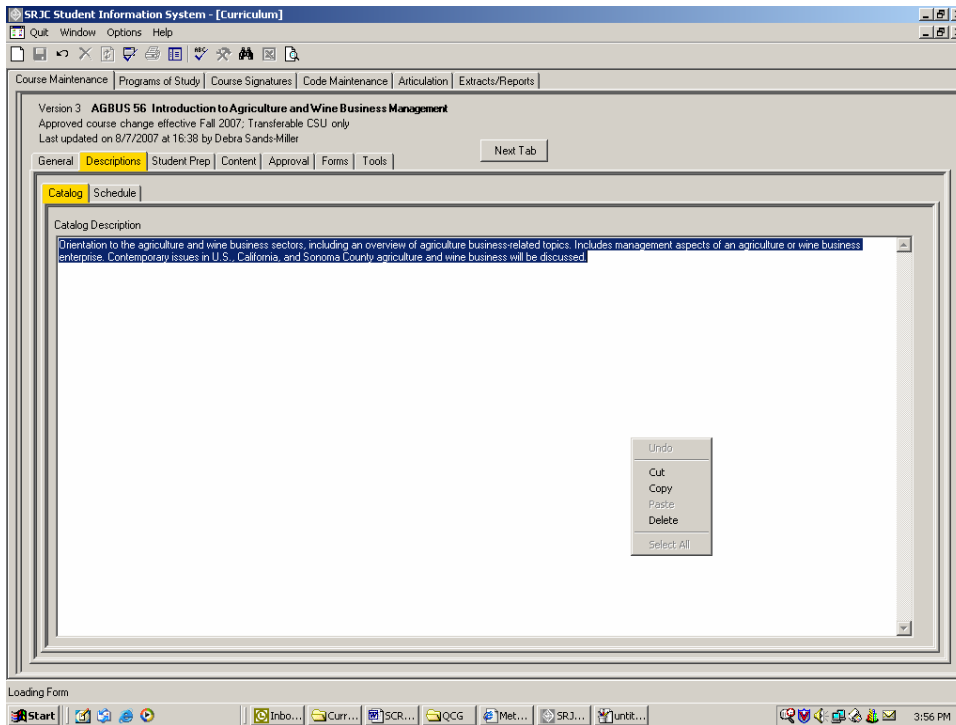 SRJC Student Information System - [Curriculum]
Quit Window Options Help
Course Maintenance Programs of Study Course Signatures Code Maintenance Articulation Extracts/Reports
Version 3 AGBUS 56 Introduction to Agriculture and Wine Business Management
Approved course change effective Fall 2007; Transferable CSU only
Last updated on 8/7/2007 at 16:38 by Debra Sands-Miller
Next Tab
General Descriptions Student Prep Content Approval Forms Tools
Catalog Schedule
Catalog Description
Orientation to the agriculture and wine business sectors, including an overview of agriculture business-related topics. Includes management aspects of an agriculture or wine business
enterprise. Contemporary issues in U.S., California, and Sonoma County agriculture and wine business will be discussed.
Undo
Cut
Copy
Paste
Delete
Select All
Loading Form
Start Inbo... Curr... SCR... QCG Met... SRJ... untit... 3:56 PM